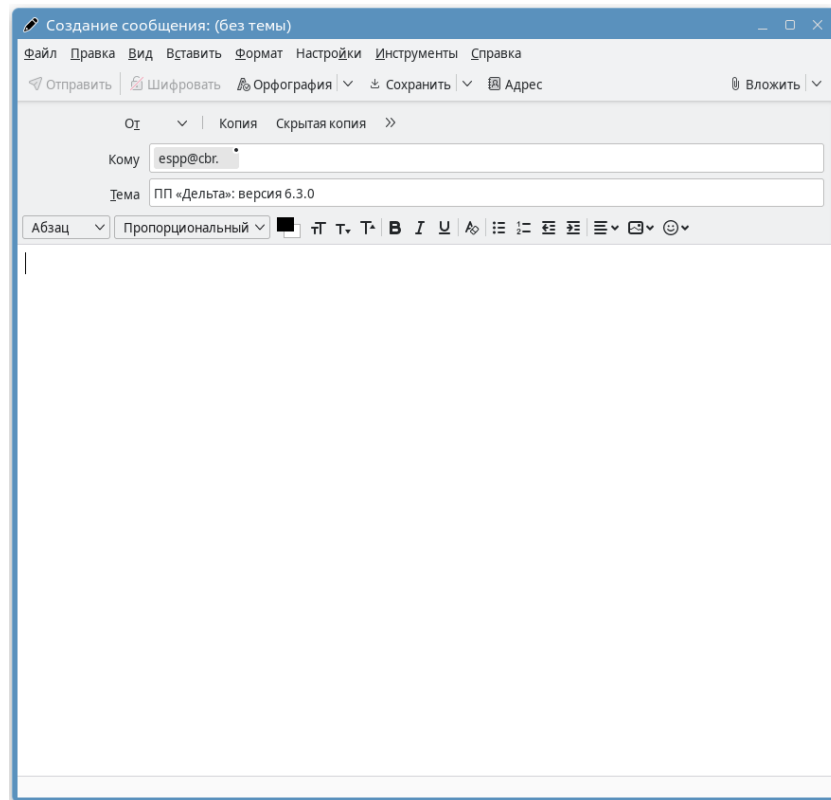 Создание сообщения: (без темы)
Файл Правка Вид Вставить Формат Настройки Инструменты Справка
Отправить Шифровать Орфография Сохранить Адрес Вложить
От Копия Скрытая копия
Кому espp@cbr.
Тема ПП «Дельта»: версия 6.3.0
Абзац Пропорциональный